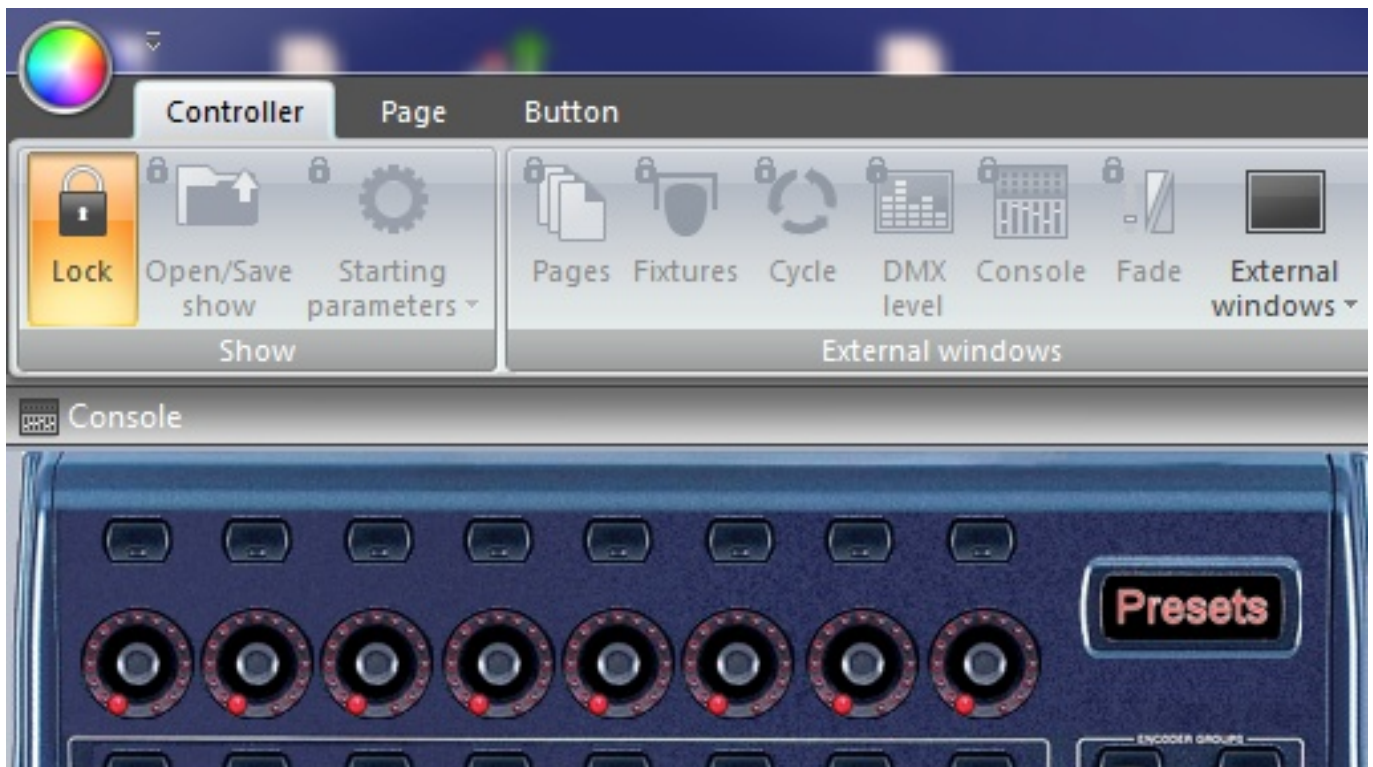 Controller Page Button
Lock Open/Save show Starting parameters Pages Fixtures Cycle DMX level Console Fade External windows
Show External windows
Console
Presets
ENCODER GROUPS